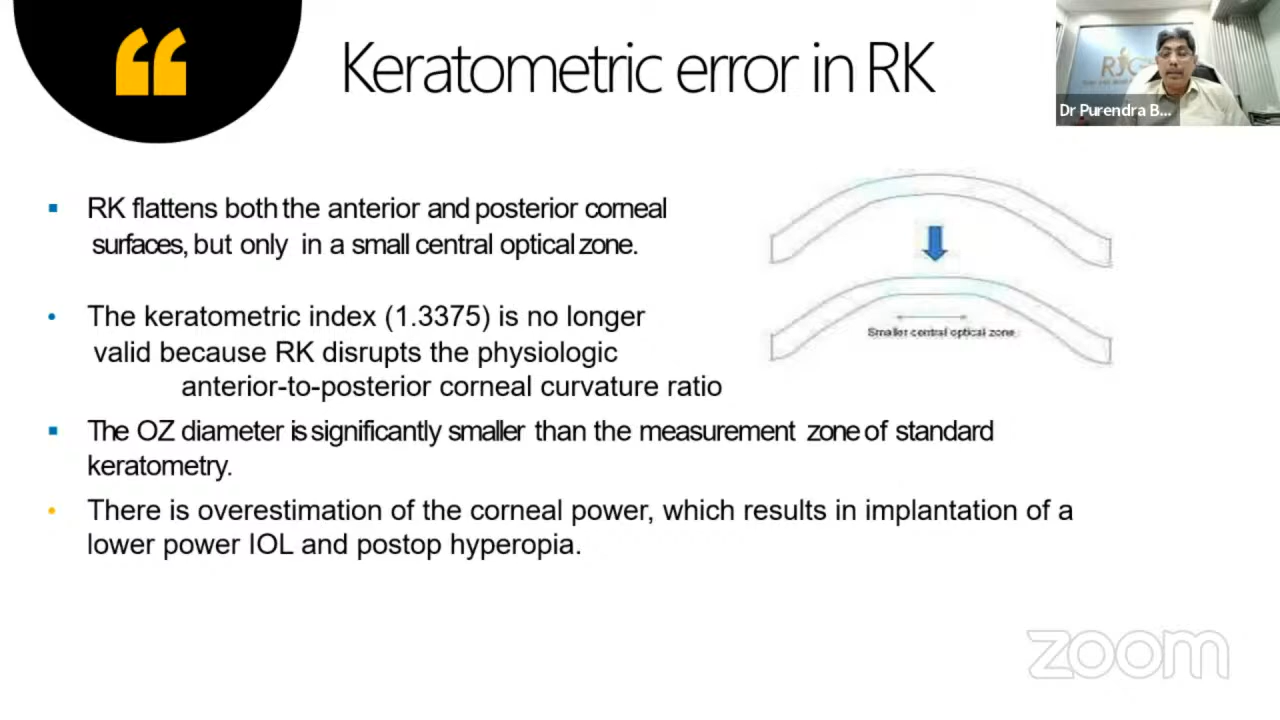 Keratometric error in RK
RJC
Dr Purendra B...
RK flattens both the anterior and posterior corneal
surfaces, but only in a small central optical zone.
Smaller central optical zone
The keratometric index (1.3375) is no longer
valid because RK disrupts the physiologic
anterior-to-posterior corneal curvature ratio
The OZ diameter is significantly smaller than the measurement zone of standard
keratometry.
There is overestimation of the corneal power, which results in implantation of a
lower power IOL and postop hyperopia.
zoom